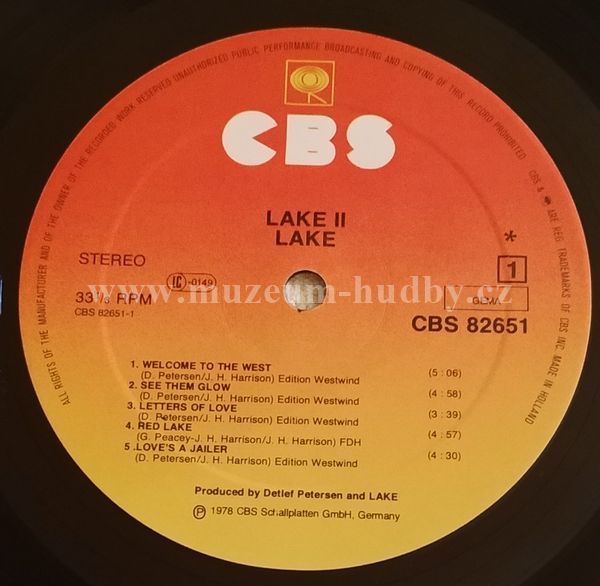 ALL RIGHTS OF THE MANUFACTURER AND OF THE OWNER OF THE RECORDED WORK RESERVED UNAUTHORIZED PUBLIC PERFORMANCE BROADCASTING AND COPYING OF THIS RECORD PROHIBITED
CBS & ARE REG. TRADEMARKS OF CBS INC. MADE IN HOLLAND
CBS
LAKE II
LAKE
*
STEREO
1
33⅓ RPM
IC -0149
GEMA
CBS 82651-1
CBS 82651
www.muzeum-hudby.cz
1. WELCOME TO THE WEST
(D. Petersen/J. H. Harrison) Edition Westwind (5 : 06)
2. SEE THEM GLOW
(D. Petersen/J. H. Harrison) Edition Westwind (4 : 58)
3. LETTERS OF LOVE
(D. Petersen/J. H. Harrison) Edition Westwind (3 : 39)
4. RED LAKE
(G. Peacey-J. H. Harrison/J. H. Harrison) FDH (4 : 57)
5 .LOVE'S A JAILER
(D. Petersen/J. H. Harrison) Edition Westwind (4 : 30)
Produced by Detlef Petersen and LAKE
℗ 1978 CBS Schallplatten GmbH, Germany